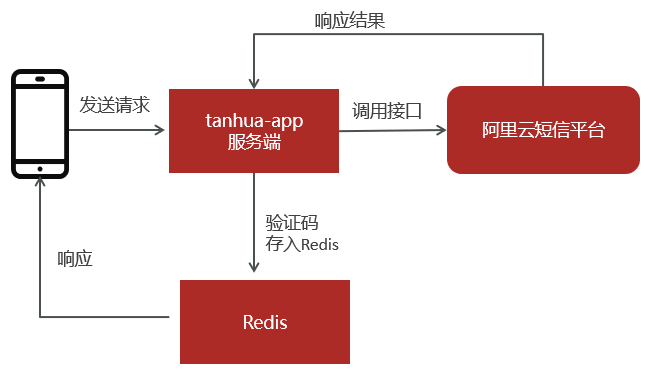 响应结果
发送请求
tanhua-app
服务端
调用接口
阿里云短信平台
验证码
存入Redis
响应
Redis